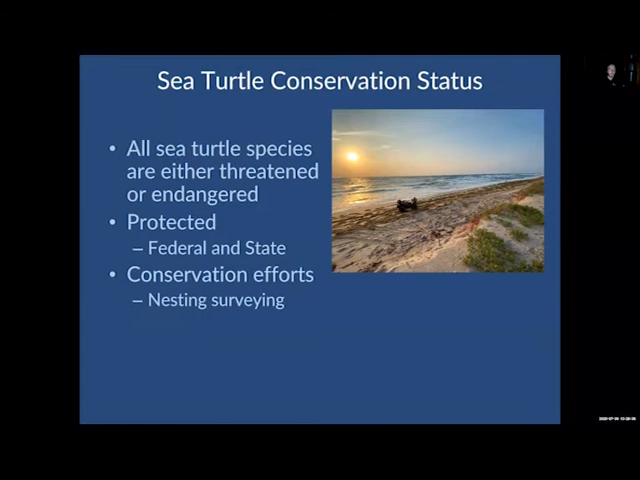 Sea Turtle Conservation Status
• All sea turtle species
are either threatened
or endangered
• Protected
– Federal and State
• Conservation efforts
– Nesting surveying